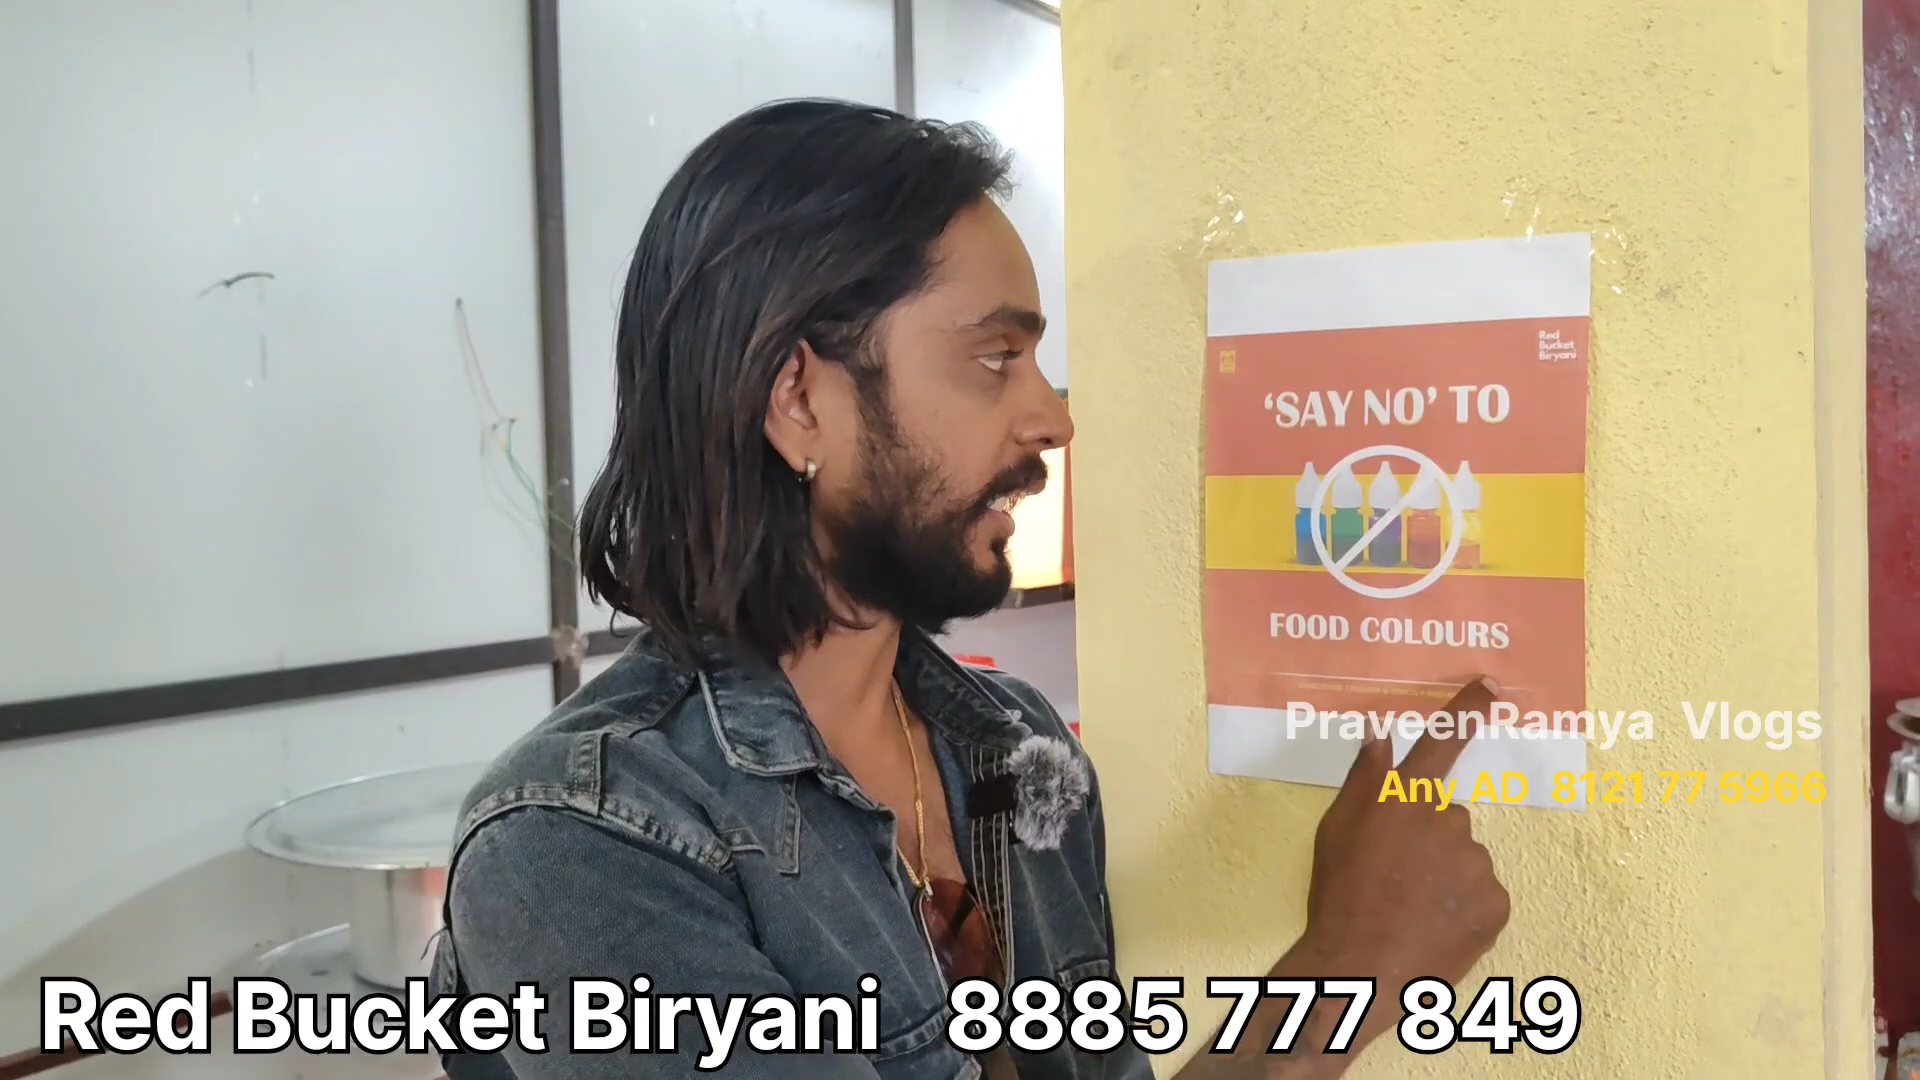 Red
Bucket
Biryani
‘SAY NO’ TO
FOOD COLOURS
PraveenRamya Vlogs
Any AD 8121 77 5966
Red Bucket Biryani 8885 777 849